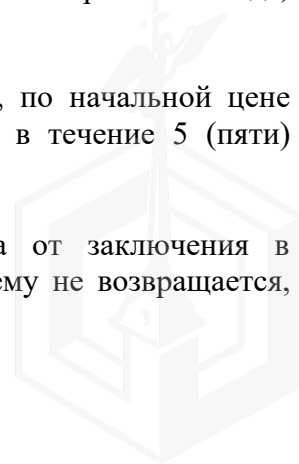 , по начальной цене
в течение 5 (пяти)
а от заключения в
ему не возвращается,